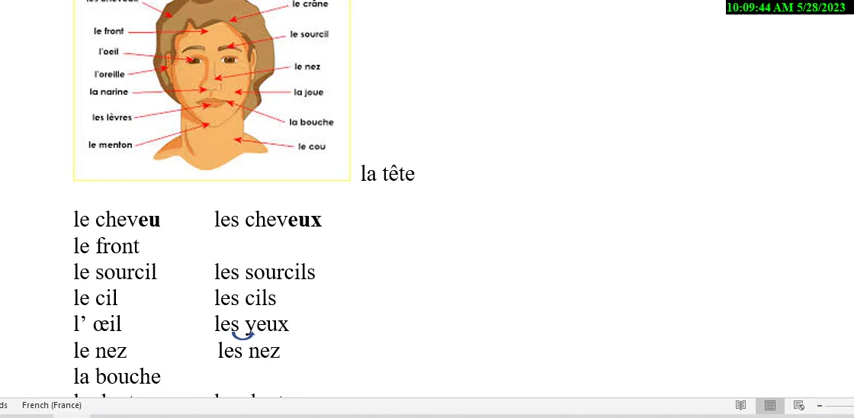 10:09:44 AM 5/28/2023
les cheveux
le crâne
le front
le sourcil
l'oeil
le nez
l'oreille
la narine
la joue
les lèvres
la bouche
le menton
le cou
la tête
le cheveu les cheveux
le front
le sourcil les sourcils
le cil les cils
l’ œil les yeux
le nez les nez
la bouche
French (France)